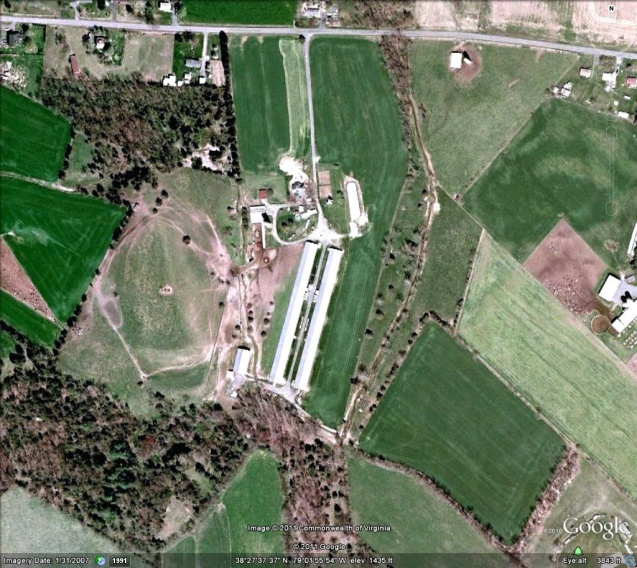 N
Image © 2011 Commonwealth of Virginia
© 2011 Google
©2010 Google
Imagery Date: 1/31/2007
1991
38°27'37.37" N 79°01'55.54" W elev 1435 ft
Eye alt 3843 ft